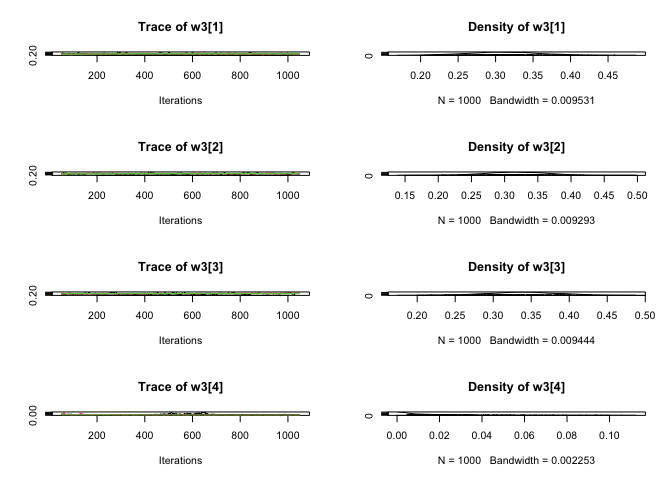 Trace of w3[1]
0.20
200 400 600 800 1000
Iterations
Density of w3[1]
0
0.20 0.25 0.30 0.35 0.40 0.45
N = 1000 Bandwidth = 0.009531
Trace of w3[2]
0.20
200 400 600 800 1000
Iterations
Density of w3[2]
0
0.15 0.20 0.25 0.30 0.35 0.40 0.45 0.50
N = 1000 Bandwidth = 0.009293
Trace of w3[3]
0.20
200 400 600 800 1000
Iterations
Density of w3[3]
0
0.20 0.25 0.30 0.35 0.40 0.45 0.50
N = 1000 Bandwidth = 0.009444
Trace of w3[4]
0.00
200 400 600 800 1000
Iterations
Density of w3[4]
0
0.00 0.02 0.04 0.06 0.08 0.10
N = 1000 Bandwidth = 0.002253